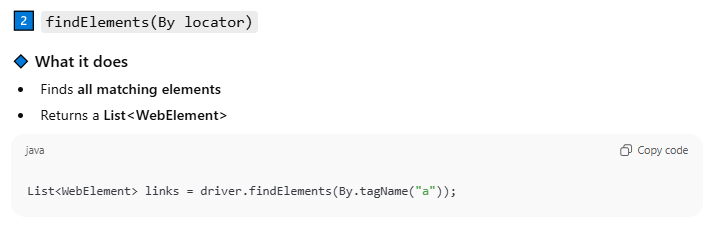 2 findElements(By locator)
What it does
Finds all matching elements
Returns a List<WebElement>
java Copy code
List<WebElement> links = driver.findElements(By.tagName("a"));